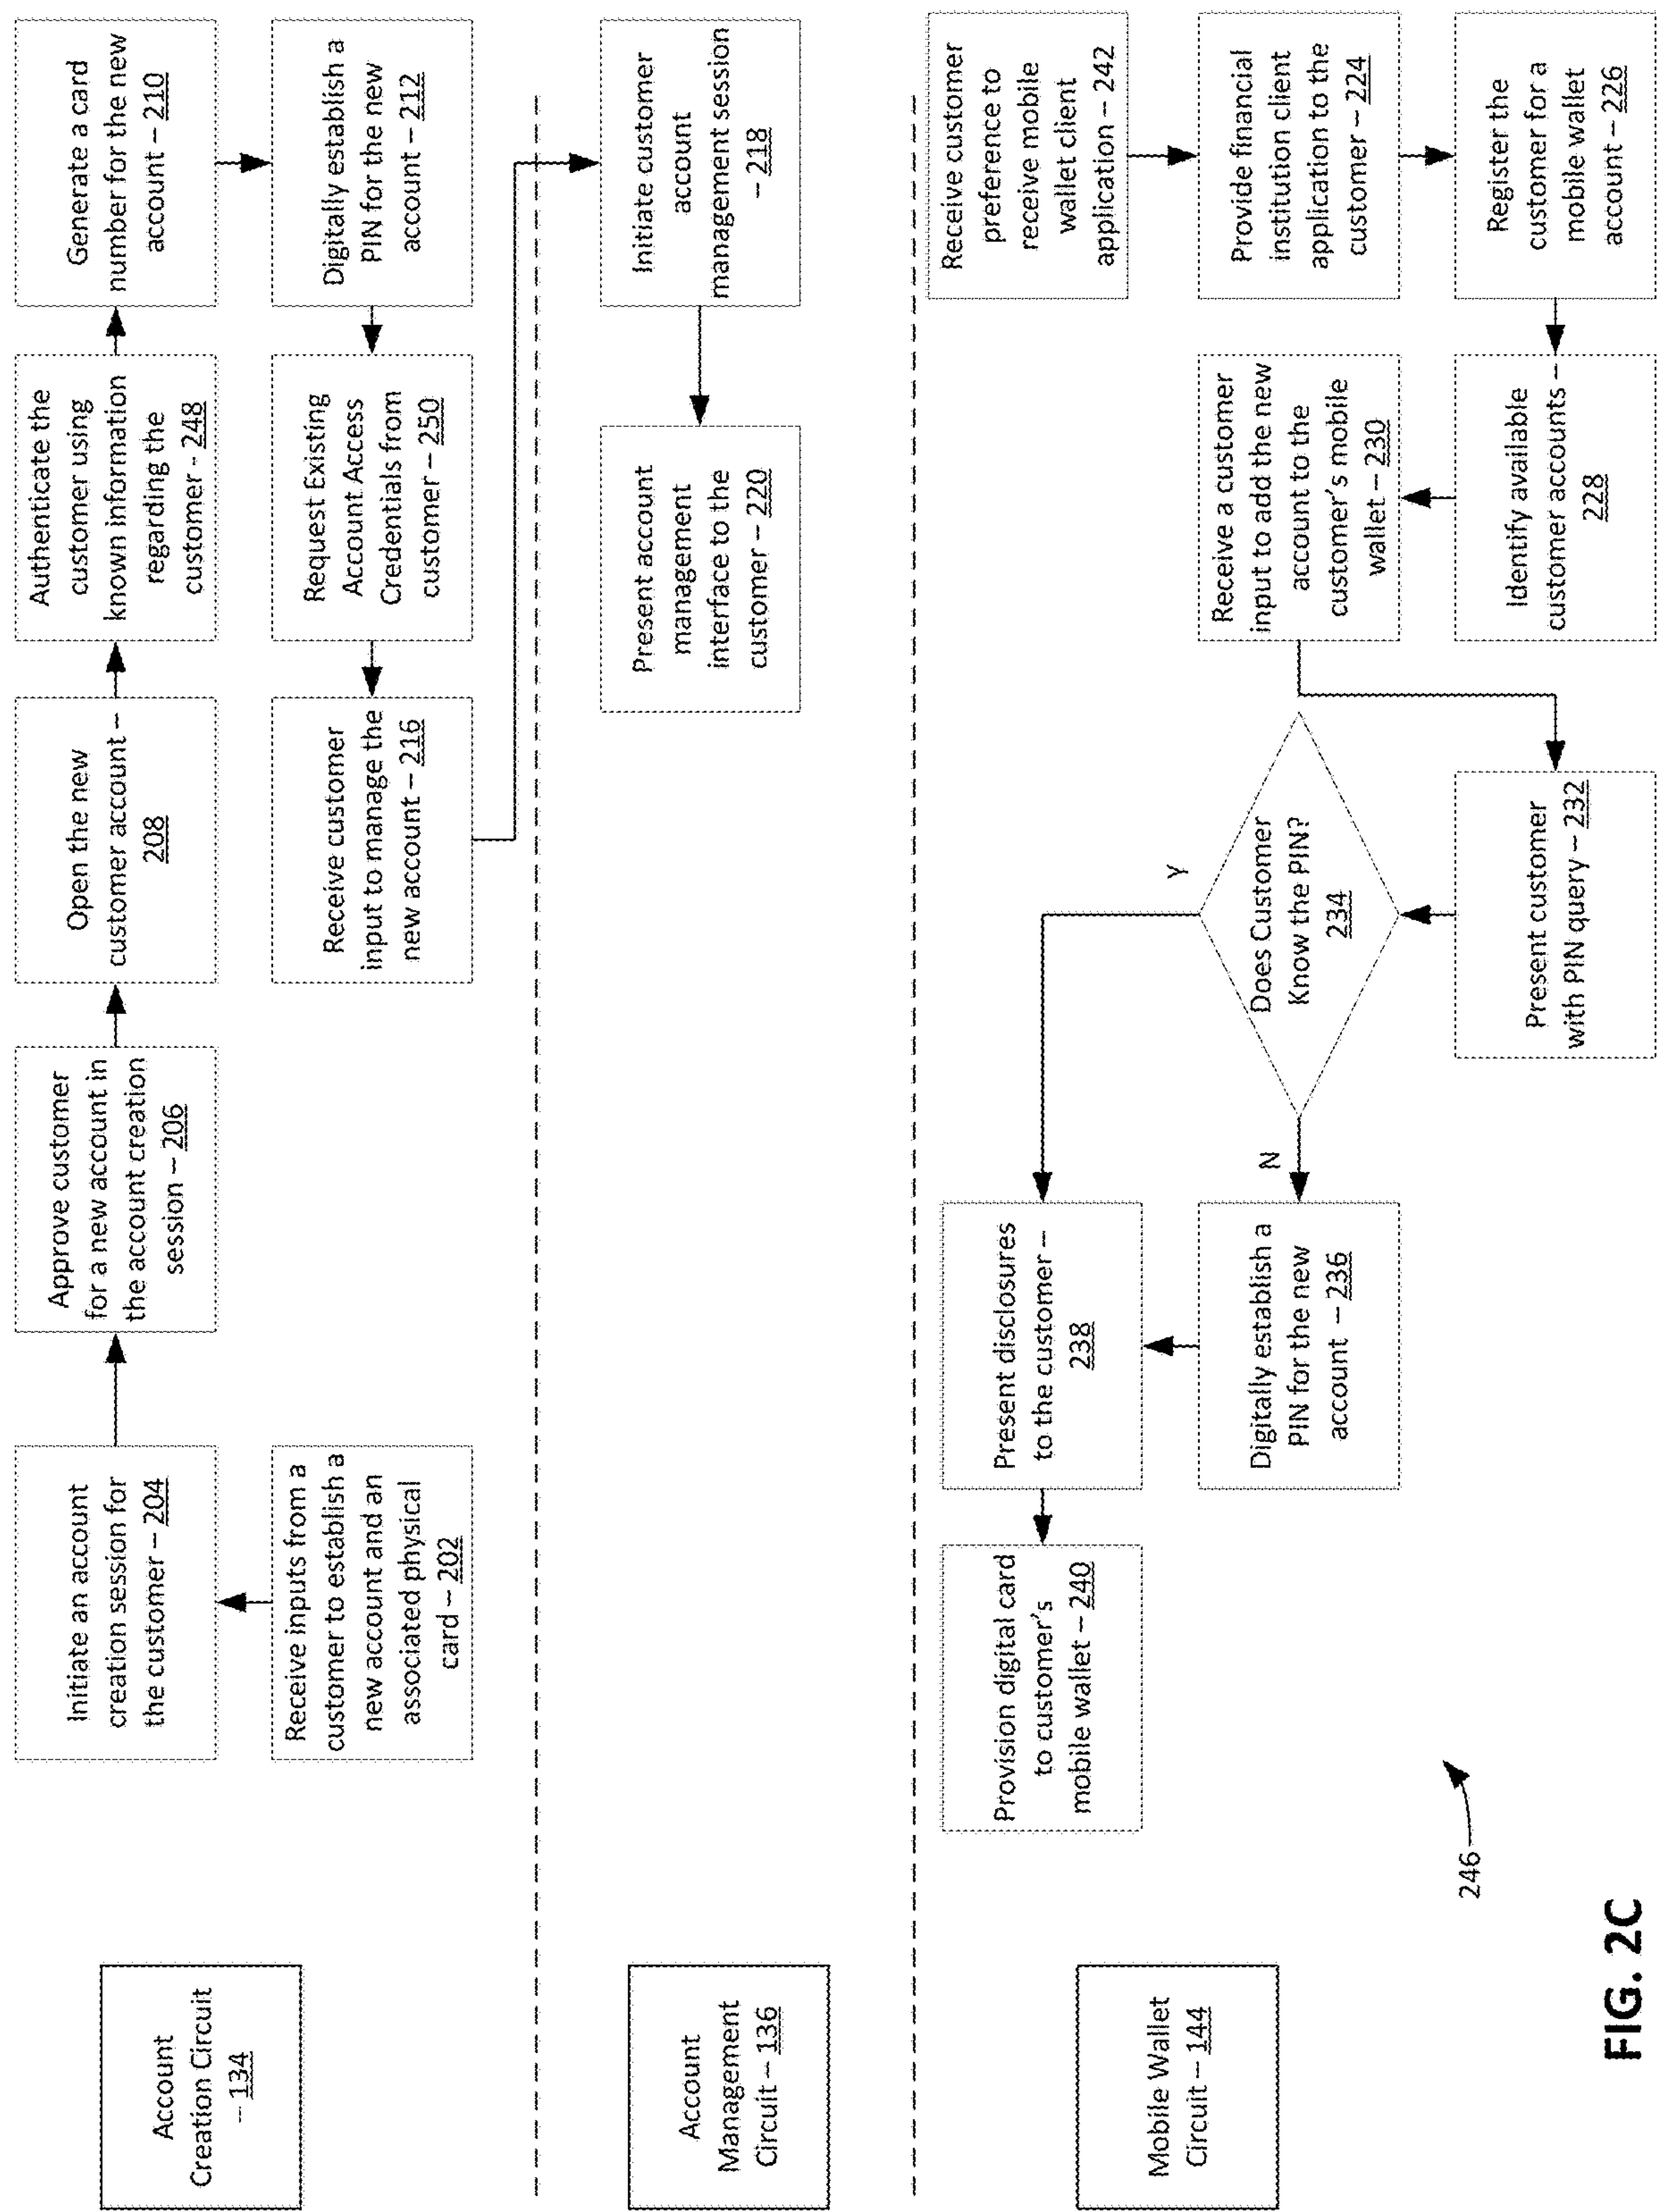 Account
Creation Circuit
– 134
Receive inputs from a
customer to establish a
new account and an
associated physical
card – 202
Initiate an account
creation session for
the customer – 204
Approve customer
for a new account in
the account creation
session – 206
Open the new
customer account –
208
Authenticate the
customer using
known information
regarding the
customer - 248
Generate a card
number for the new
account – 210
Digitally establish a
PIN for the new
account – 212
Request Existing
Account Access
Credentials from
customer – 250
Receive customer
input to manage the
new account – 216
Account
Management
Circuit – 136
Initiate customer
account
management session
– 218
Present account
management
interface to the
customer – 220
Mobile Wallet
Circuit – 144
Receive customer
preference to
receive mobile
wallet client
application – 242
Provide financial
institution client
application to the
customer – 224
Register the
customer for a
mobile wallet
account – 226
Identify available
customer accounts –
228
Receive a customer
input to add the new
account to the
customer's mobile
wallet – 230
Present customer
with PIN query – 232
Does Customer
Know the PIN?
234
Y
N
Digitally establish a
PIN for the new
account – 236
Present disclosures
to the customer –
238
Provision digital card
to customer's
mobile wallet – 240
246
FIG. 2C